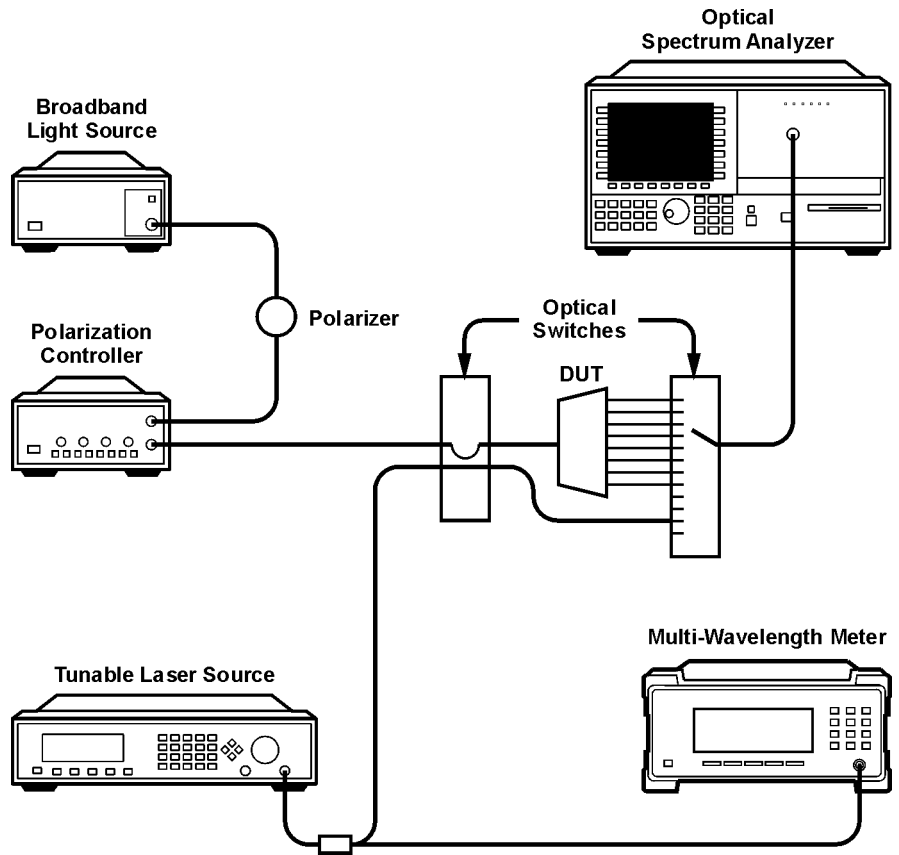 Optical
Spectrum Analyzer
Broadband
Light Source
Polarizer
Polarization
Controller
Optical
Switches
DUT
Multi-Wavelength Meter
Tunable Laser Source